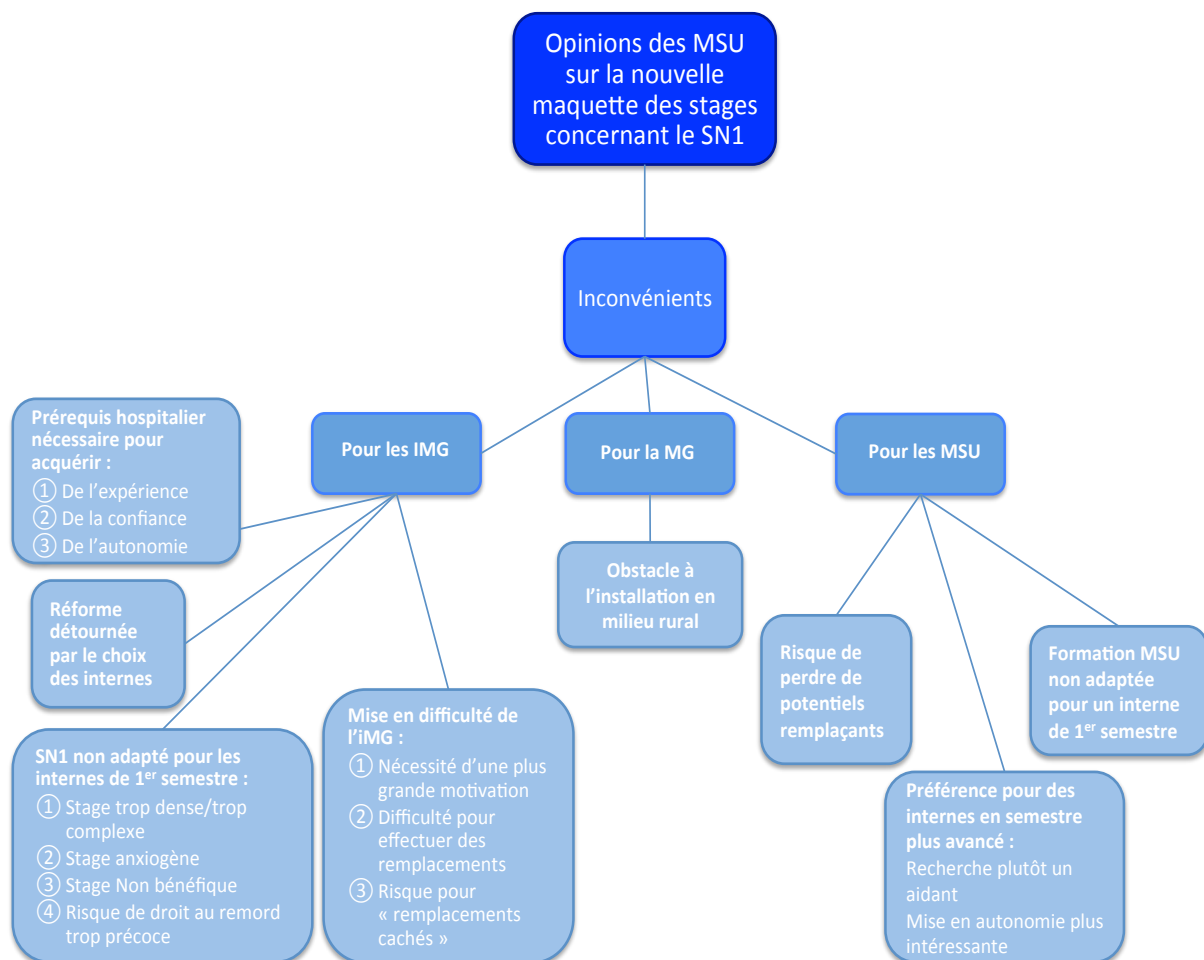 Opinions des MSU
sur la nouvelle
maquette des stages
concernant le SN1
Inconvénients
Pour les IMG
Pour la MG
Pour les MSU
Prérequis hospitalier
nécessaire pour
acquérir :
① De l’expérience
② De la confiance
③ De l’autonomie
Réforme
détournée
par le choix
des internes
SN1 non adapté pour les
internes de 1er semestre :
① Stage trop dense/trop
complexe
② Stage anxiogène
③ Stage Non bénéfique
④ Risque de droit au remord
trop précoce
Mise en difficulté de
l’iMG :
① Nécessité d’une plus
grande motivation
② Difficulté pour
effectuer des
remplacements
③ Risque pour
« remplacements
cachés »
Obstacle à
l’installation en
milieu rural
Risque de
perdre de
potentiels
remplaçants
Préférence pour des
internes en semestre
plus avancé :
Recherche plutôt un
aidant
Mise en autonomie plus
intéressante
Formation MSU
non adaptée
pour un interne
de 1er semestre